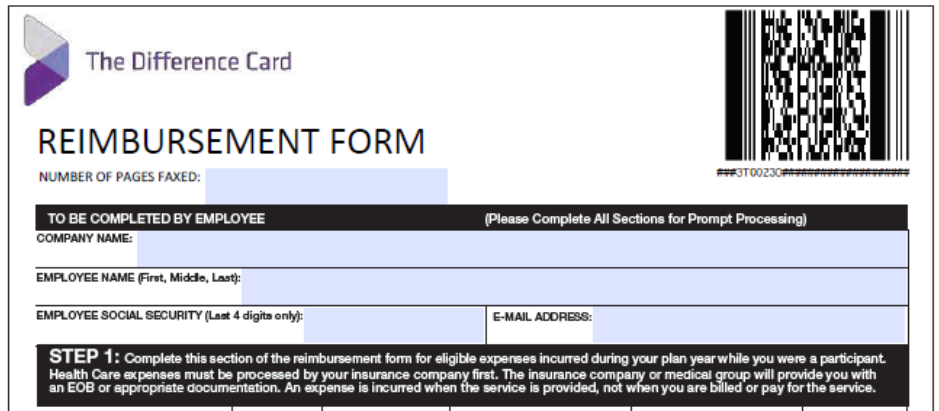 The Difference Card
REIMBURSEMENT FORM
NUMBER OF PAGES FAXED:
###3T00230####################
TO BE COMPLETED BY EMPLOYEE (Please Complete All Sections for Prompt Processing)
COMPANY NAME:
EMPLOYEE NAME (First, Middle, Last):
EMPLOYEE SOCIAL SECURITY (Last 4 digits only): E-MAIL ADDRESS:
STEP 1: Complete this section of the reimbursement form for eligible expenses incurred during your plan year while you were a participant.
Health Care expenses must be processed by your insurance company first. The insurance company or medical group will provide you with
an EOB or appropriate documentation. An expense is incurred when the service is provided, not when you are billed or pay for the service.